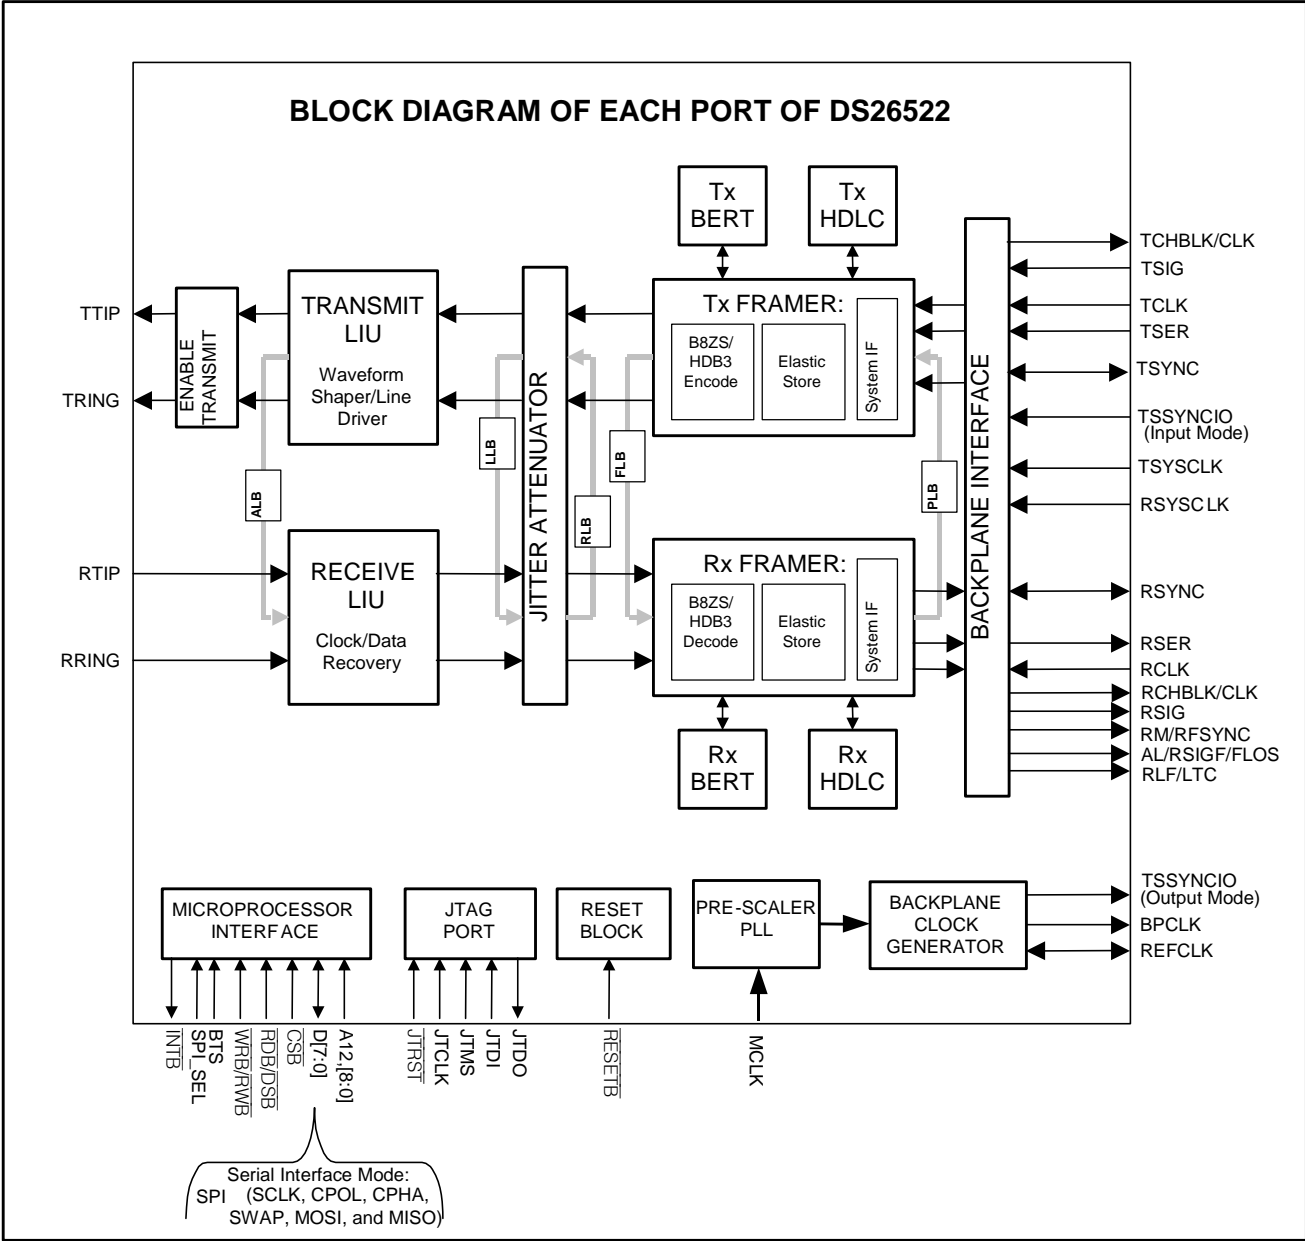 BLOCK DIAGRAM OF EACH PORT OF DS26522
Tx
BERT
Tx
HDLC
TTIP
TRING
RTIP
RRING
ENABLE
TRANSMIT
TRANSMIT
LIU
Waveform
Shaper/Line
Driver
ALB
RECEIVE
LIU
Clock/Data
Recovery
LLB
JITTER ATTENUATOR
RLB
FLB
Tx FRAMER:
B8ZS/
HDB3
Encode
Elastic
Store
System IF
PLB
Rx FRAMER:
B8ZS/
HDB3
Decode
Elastic
Store
System IF
Rx
BERT
Rx
HDLC
BACKPLANE INTERFACE
TCHBLK/CLK
TSIG
TCLK
TSER
TSYNC
TSSYNCIO
(Input Mode)
TSYSCLK
RSYSCLK
RSYNC
RSER
RCLK
RCHBLK/CLK
RSIG
RM/RFSYNC
AL/RSIGF/FLOS
RLF/LTC
MICROPROCESSOR
INTERFACE
JTAG
PORT
RESET
BLOCK
PRE-SCALER
PLL
BACKPLANE
CLOCK
GENERATOR
TSSYNCIO
(Output Mode)
BPCLK
REFCLK
INTB
SPI_SEL
BTS
WRB/RWB
RDB/DSB
CSB
D[7:0]
A12,[8:0]
JTRST
JTCLK
JTMS
JTDI
JTDO
RESETB
MCLK
Serial Interface Mode:
SPI (SCLK, CPOL, CPHA,
SWAP, MOSI, and MISO)